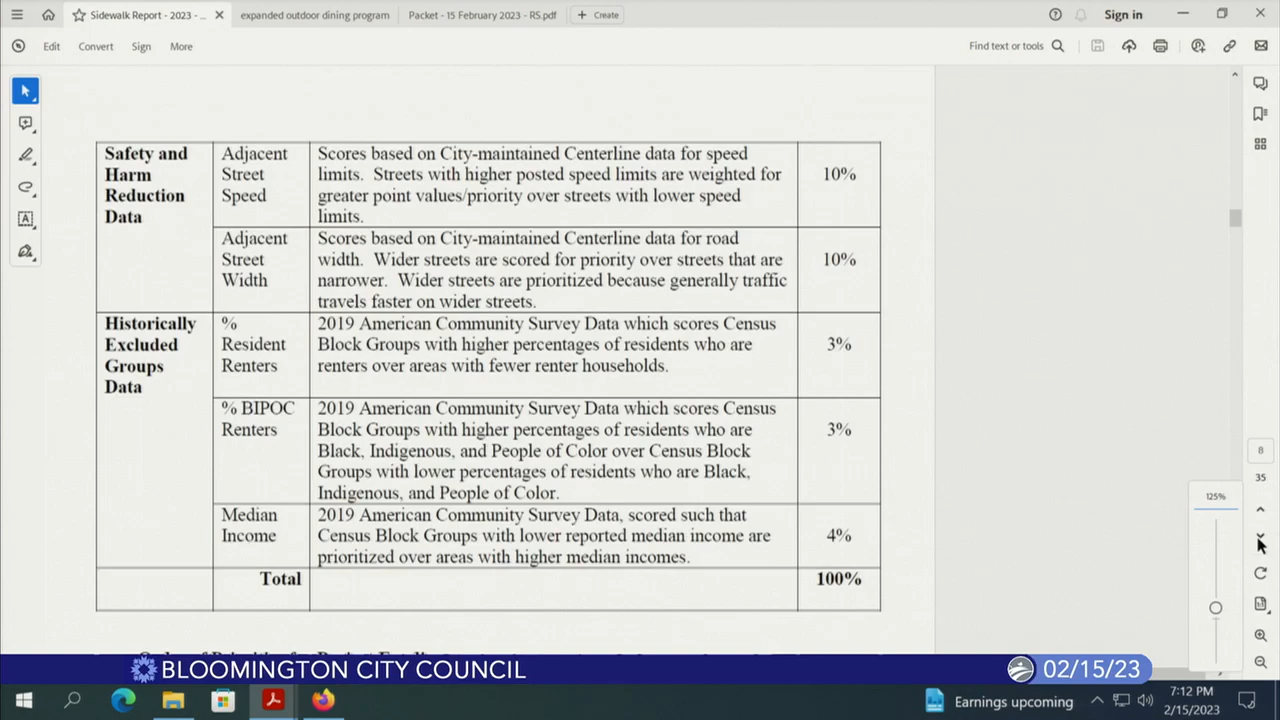 Sidewalk Report - 2023 - ...
expanded outdoor dining program
Packet - 15 February 2023 - RS.pdf
Create
Sign in
Edit
Convert
Sign
More
Find text or tools
Safety and
Harm
Reduction
Data
Adjacent
Street
Speed
Scores based on City-maintained Centerline data for speed
limits. Streets with higher posted speed limits are weighted for
greater point values/priority over streets with lower speed
limits.
10%
Adjacent
Street
Width
Scores based on City-maintained Centerline data for road
width. Wider streets are scored for priority over streets that are
narrower. Wider streets are prioritized because generally traffic
travels faster on wider streets.
10%
Historically
Excluded
Groups
Data
%
Resident
Renters
2019 American Community Survey Data which scores Census
Block Groups with higher percentages of residents who are
renters over areas with fewer renter households.
3%
% BIPOC
Renters
2019 American Community Survey Data which scores Census
Block Groups with higher percentages of residents who are
Black, Indigenous, and People of Color over Census Block
Groups with lower percentages of residents who are Black,
Indigenous, and People of Color.
3%
Median
Income
2019 American Community Survey Data, scored such that
Census Block Groups with lower reported median income are
prioritized over areas with higher median incomes.
4%
Total
100%
8
35
125%
BLOOMINGTON CITY COUNCIL
02/15/23
Earnings upcoming
7:12 PM
2/15/2023